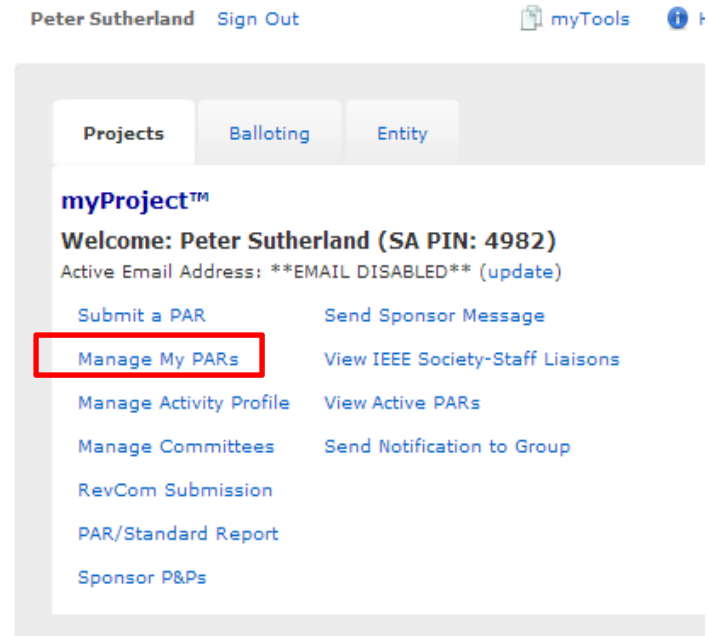 Peter Sutherland Sign Out myTools
Projects Balloting Entity
myProject™
Welcome: Peter Sutherland (SA PIN: 4982)
Active Email Address: **EMAIL DISABLED** (update)
Submit a PAR Send Sponsor Message
Manage My PARs View IEEE Society-Staff Liaisons
Manage Activity Profile View Active PARs
Manage Committees Send Notification to Group
RevCom Submission
PAR/Standard Report
Sponsor P&Ps